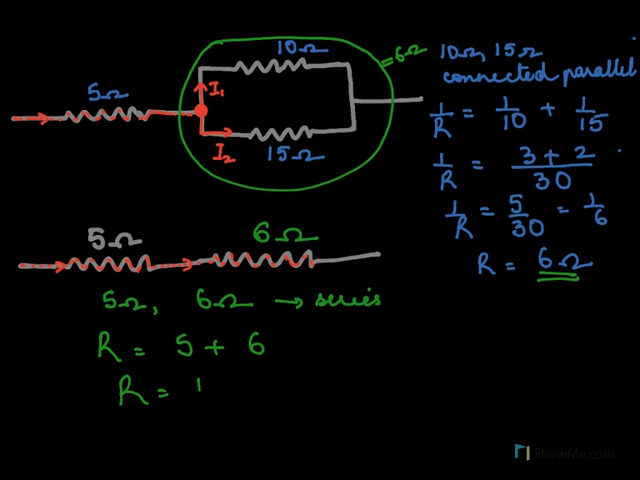 10Ω
= 6Ω
5Ω
I₁
I₂
15Ω
10Ω, 15Ω
connected parallel
1/R = 1/10 + 1/15
1/R = 3 + 2 / 30
1/R = 5/30 = 1/6
R = 6Ω
5Ω
6Ω
5Ω, 6Ω → series
R = 5 + 6
R = 1
ShowMe.com